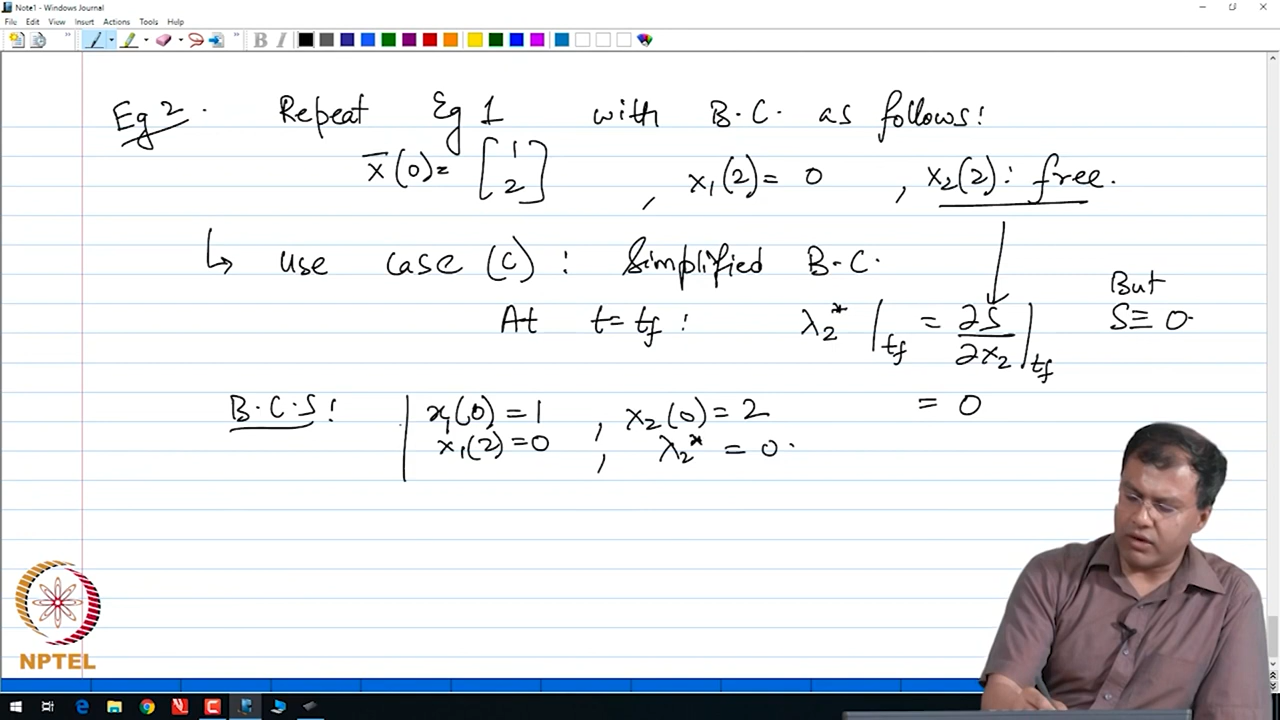 Note1 - Windows Journal
File Edit View Insert Actions Tools Help
B I
Eg 2. Repeat Eg 1 with B.C. as follows!
x̄(0) = [1 2] , x₁(2) = 0 , x₂(2): free.
↳ use case (c): Simplified B.C.
At t = tf : λ₂* |tf = ∂S/∂x₂ |tf But S ≡ 0.
= 0
B.C.S! x₁(0) = 1 , x₂(0) = 2
x₁(2) = 0 , λ₂* = 0.
NPTEL